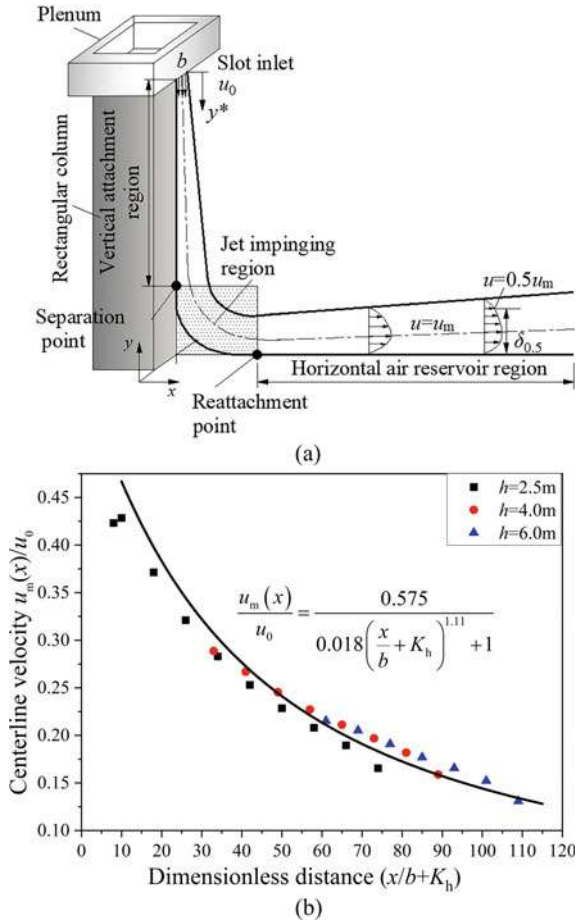 Plenum
b
Slot inlet
u0
y*
Rectangular column
Vertical attachment
region
Jet impinging
region
u=0.5um
Separation
point
u=um
δ0.5
y
x
Horizontal air reservoir region
Reattachment
point
(a)
Centerline velocity um(x)/u0
0.45
0.40
0.35
0.30
0.25
0.20
0.15
0.10
h=2.5m
h=4.0m
h=6.0m
um(x)/u0 = 0.575/(0.018(x/b + Kh)^1.11 + 1)
0 10 20 30 40 50 60 70 80 90 100 110 120
Dimensionless distance (x/b+Kh)
(b)